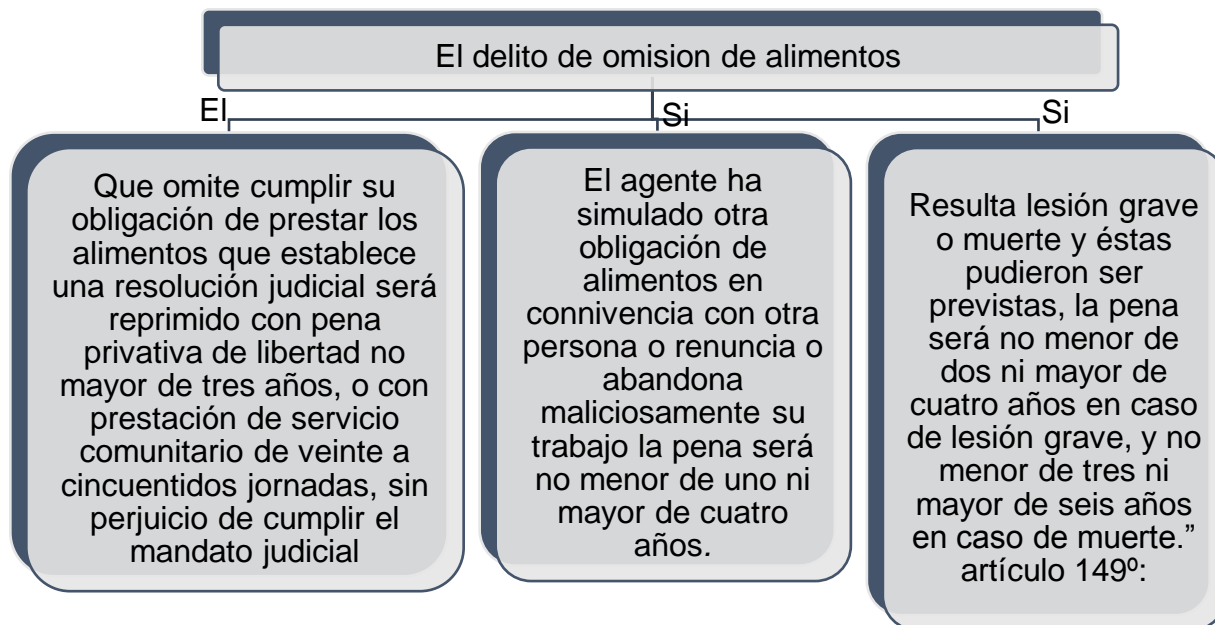 El delito de omision de alimentos
El
Que omite cumplir su
obligación de prestar los
alimentos que establece
una resolución judicial será
reprimido con pena
privativa de libertad no
mayor de tres años, o con
prestación de servicio
comunitario de veinte a
cincuentidos jornadas, sin
perjuicio de cumplir el
mandato judicial
Si
El agente ha
simulado otra
obligación de
alimentos en
connivencia con otra
persona o renuncia o
abandona
maliciosamente su
trabajo la pena será
no menor de uno ni
mayor de cuatro
años.
Si
Resulta lesión grave
o muerte y éstas
pudieron ser
previstas, la pena
será no menor de
dos ni mayor de
cuatro años en caso
de lesión grave, y no
menor de tres ni
mayor de seis años
en caso de muerte.”
artículo 149º: